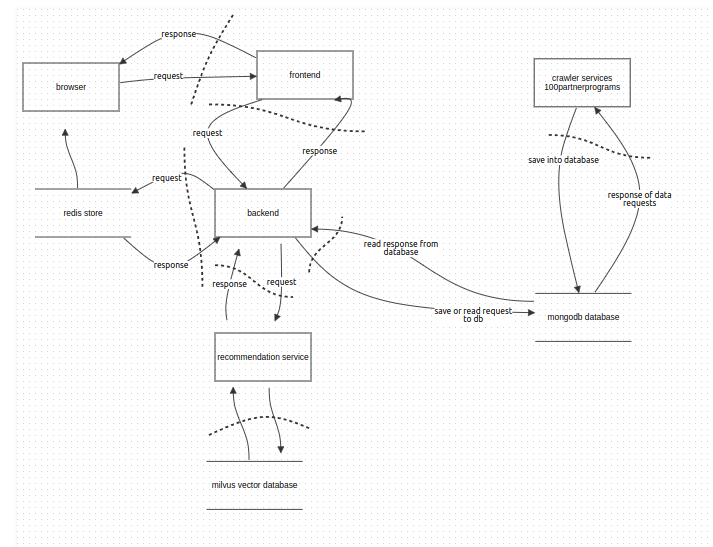 response
browser
request
frontend
crawler services
100partnerprograms
request
response
save into database
request
response of data
requests
redis store
backend
read response from
database
response
response
request
save or read request
to db
mongodb database
recommendation service
milvus vector database